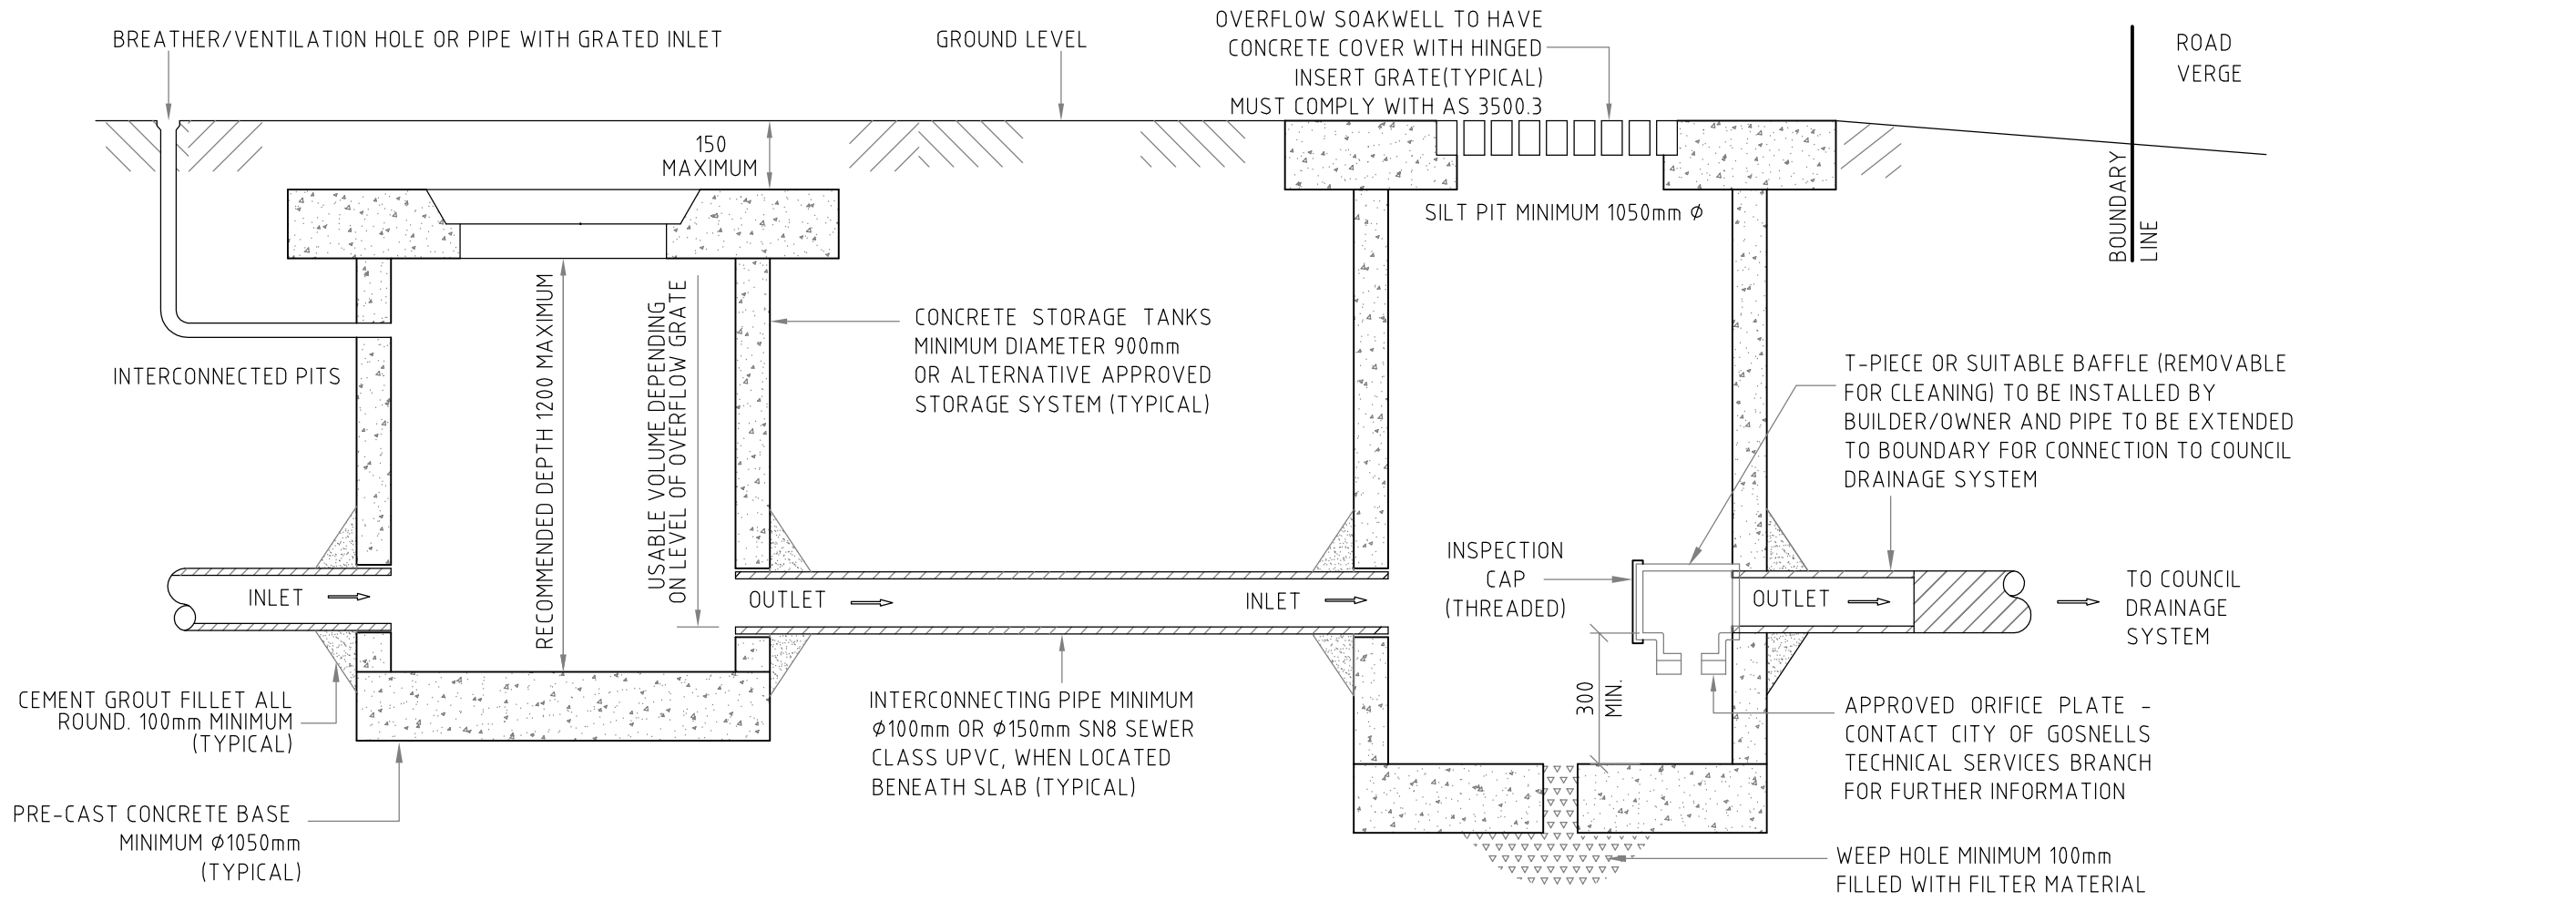 BREATHER/VENTILATION HOLE OR PIPE WITH GRATED INLET
GROUND LEVEL
OVERFLOW SOAKWELL TO HAVE
CONCRETE COVER WITH HINGED
INSERT GRATE(TYPICAL)
MUST COMPLY WITH AS 3500.3
ROAD
VERGE
BOUNDARY
LINE
150
MAXIMUM
SILT PIT MINIMUM 1050mm Ø
RECOMMENDED DEPTH 1200 MAXIMUM
USABLE VOLUME DEPENDING
ON LEVEL OF OVERFLOW GRATE
CONCRETE STORAGE TANKS
MINIMUM DIAMETER 900mm
OR ALTERNATIVE APPROVED
STORAGE SYSTEM (TYPICAL)
INTERCONNECTED PITS
T-PIECE OR SUITABLE BAFFLE (REMOVABLE
FOR CLEANING) TO BE INSTALLED BY
BUILDER/OWNER AND PIPE TO BE EXTENDED
TO BOUNDARY FOR CONNECTION TO COUNCIL
DRAINAGE SYSTEM
INSPECTION
CAP
(THREADED)
INLET
OUTLET
INLET
OUTLET
TO COUNCIL
DRAINAGE
SYSTEM
300
MIN.
CEMENT GROUT FILLET ALL
ROUND. 100mm MINIMUM
(TYPICAL)
INTERCONNECTING PIPE MINIMUM
Ø100mm OR Ø150mm SN8 SEWER
CLASS UPVC, WHEN LOCATED
BENEATH SLAB (TYPICAL)
APPROVED ORIFICE PLATE -
CONTACT CITY OF GOSNELLS
TECHNICAL SERVICES BRANCH
FOR FURTHER INFORMATION
PRE-CAST CONCRETE BASE
MINIMUM Ø1050mm
(TYPICAL)
WEEP HOLE MINIMUM 100mm
FILLED WITH FILTER MATERIAL